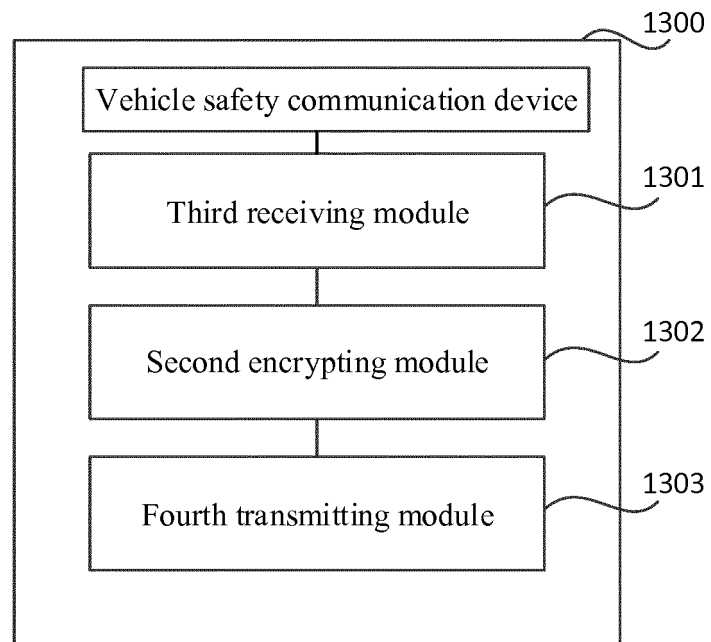 1300
Vehicle safety communication device
1301
Third receiving module
1302
Second encrypting module
1303
Fourth transmitting module